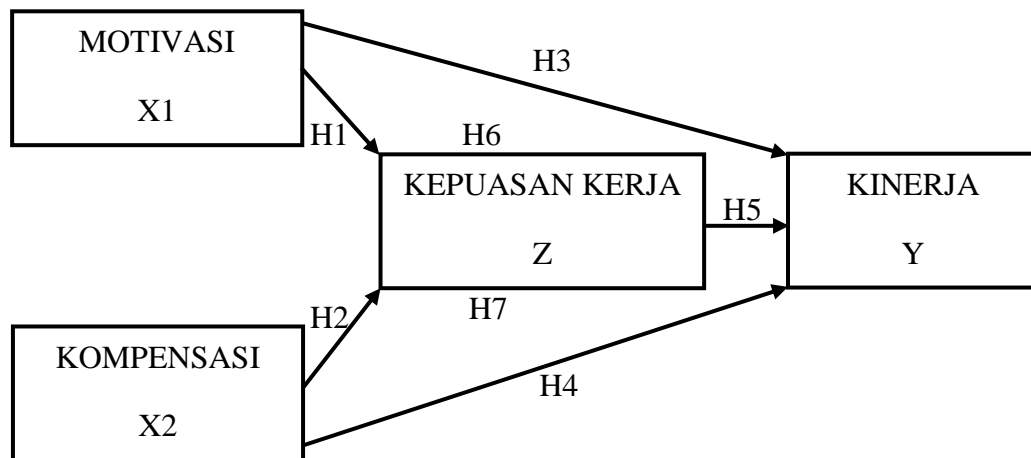 MOTIVASI
X1
H3
H1
H6
KEPUASAN KERJA
Z
H5
KINERJA
Y
H2
H7
KOMPENSASI
X2
H4